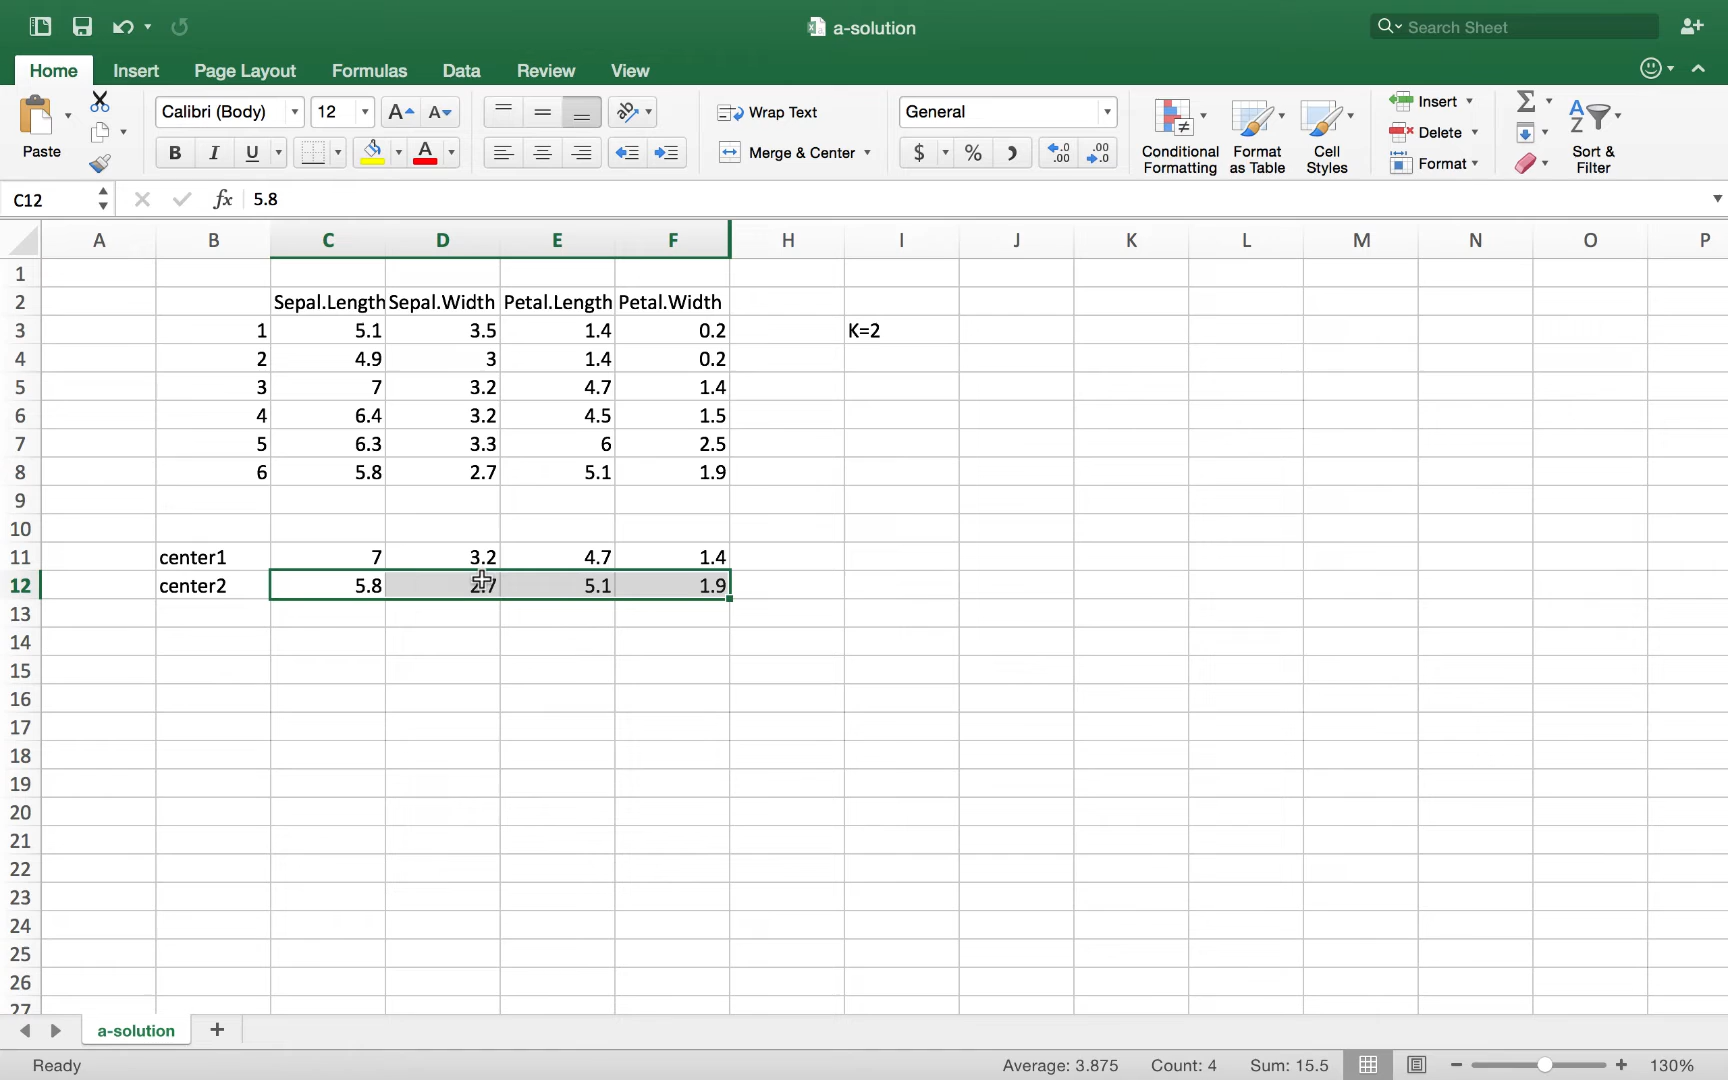 a-solution
Search Sheet
Home Insert Page Layout Formulas Data Review View
Paste
Calibri (Body) 12 A A
B I U A
Wrap Text
Merge & Center
General
$ % .0 .00 .00 .0
Conditional Formatting
Format as Table
Cell Styles
Insert
Delete
Format
Σ
A Z
Sort & Filter
C12 fx 5.8
A B C D E F H I J K L M N O P
1
2 Sepal.Length Sepal.Width Petal.Length Petal.Width
3 1 5.1 3.5 1.4 0.2 K=2
4 2 4.9 3 1.4 0.2
5 3 7 3.2 4.7 1.4
6 4 6.4 3.2 4.5 1.5
7 5 6.3 3.3 6 2.5
8 6 5.8 2.7 5.1 1.9
9
10
11 center1 7 3.2 4.7 1.4
12 center2 5.8 2.7 5.1 1.9
13
14
15
16
17
18
19
20
21
22
23
24
25
26
27
a-solution +
Ready Average: 3.875 Count: 4 Sum: 15.5 130%